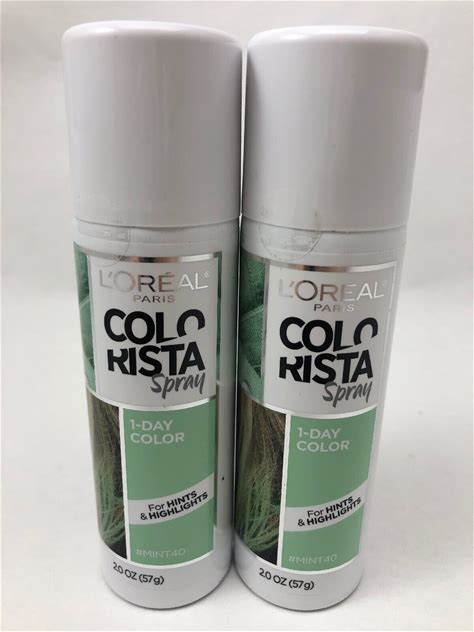 L'ORÉAL®
PARIS
COLO
RISTA
Spray
1-DAY
COLOR
For HINTS
& HIGHLIGHTS
#MINT40
2.0 OZ (57g)
L'ORÉAL
PARIS
COLO
RISTA
Spray
1-DAY
COLOR
For HINTS
& HIGHLIGHTS
#MINT40
2.0 OZ (57g)